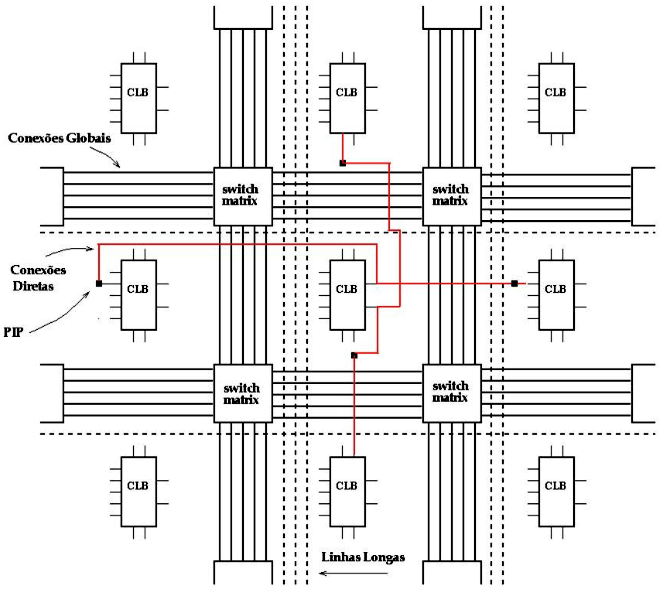 CLB
CLB
CLB
Conexões Globais
switch
matrix
switch
matrix
Conexões
Diretas
CLB
CLB
CLB
PIP
switch
matrix
switch
matrix
CLB
CLB
CLB
Linhas Longas